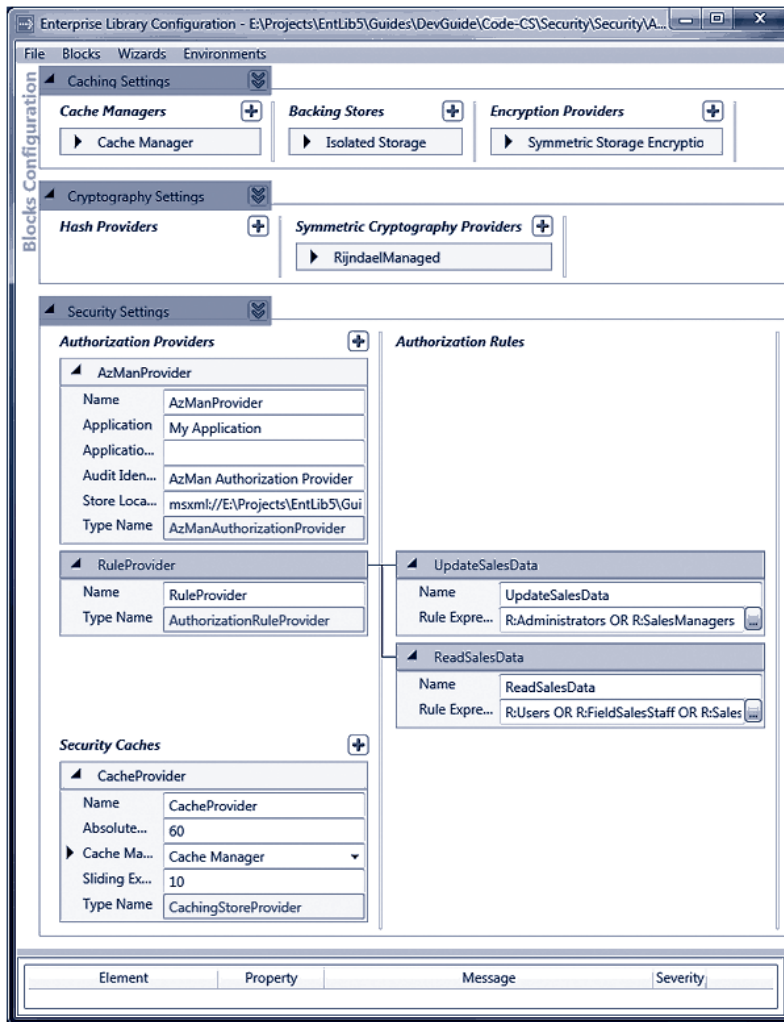 Enterprise Library Configuration - E:\Projects\EntLib5\Guides\DevGuide\Code-CS\Security\Security\A...
File Blocks Wizards Environments
Blocks Configuration
Caching Settings
Cache Managers Backing Stores Encryption Providers
Cache Manager Isolated Storage Symmetric Storage Encryptio
Cryptography Settings
Hash Providers Symmetric Cryptography Providers
RijndaelManaged
Security Settings
Authorization Providers Authorization Rules
AzManProvider
Name AzManProvider
Application My Application
Applicatio...
Audit Iden... AzMan Authorization Provider
Store Loca... msxml://E:\Projects\EntLib5\Gui
Type Name AzManAuthorizationProvider
RuleProvider UpdateSalesData
Name RuleProvider Name UpdateSalesData
Type Name AuthorizationRuleProvider Rule Expre... R:Administrators OR R:SalesManagers ...
ReadSalesData
Name ReadSalesData
Rule Expre... R:Users OR R:FieldSalesStaff OR R:Sales ...
Security Caches
CacheProvider
Name CacheProvider
Absolute... 60
Cache Ma... Cache Manager
Sliding Ex... 10
Type Name CachingStoreProvider
Element Property Message Severity